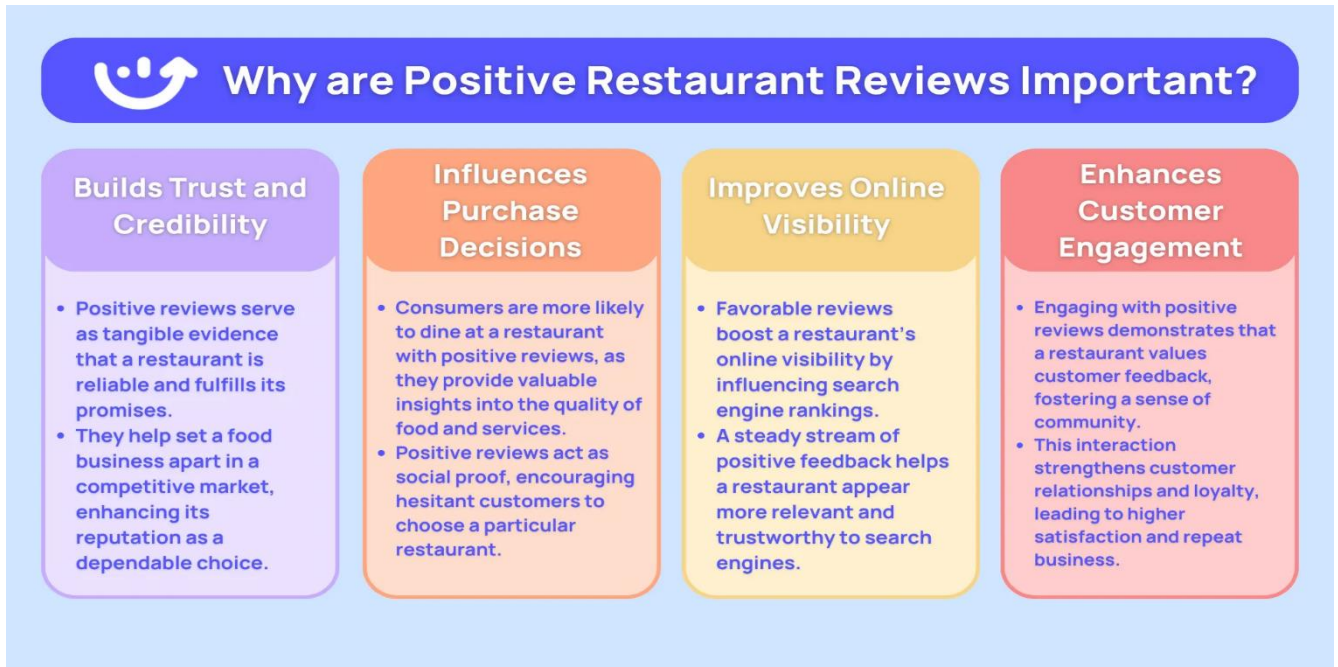 Why are Positive Restaurant Reviews Important?
Builds Trust and
Credibility
• Positive reviews serve
as tangible evidence
that a restaurant is
reliable and fulfills its
promises.
• They help set a food
business apart in a
competitive market,
enhancing its
reputation as a
dependable choice.
Influences
Purchase
Decisions
• Consumers are more likely
to dine at a restaurant
with positive reviews, as
they provide valuable
insights into the quality of
food and services.
• Positive reviews act as
social proof, encouraging
hesitant customers to
choose a particular
restaurant.
Improves Online
Visibility
• Favorable reviews
boost a restaurant's
online visibility by
influencing search
engine rankings.
• A steady stream of
positive feedback helps
a restaurant appear
more relevant and
trustworthy to search
engines.
Enhances
Customer
Engagement
• Engaging with positive
reviews demonstrates that
a restaurant values
customer feedback,
fostering a sense of
community.
• This interaction
strengthens customer
relationships and loyalty,
leading to higher
satisfaction and repeat
business.